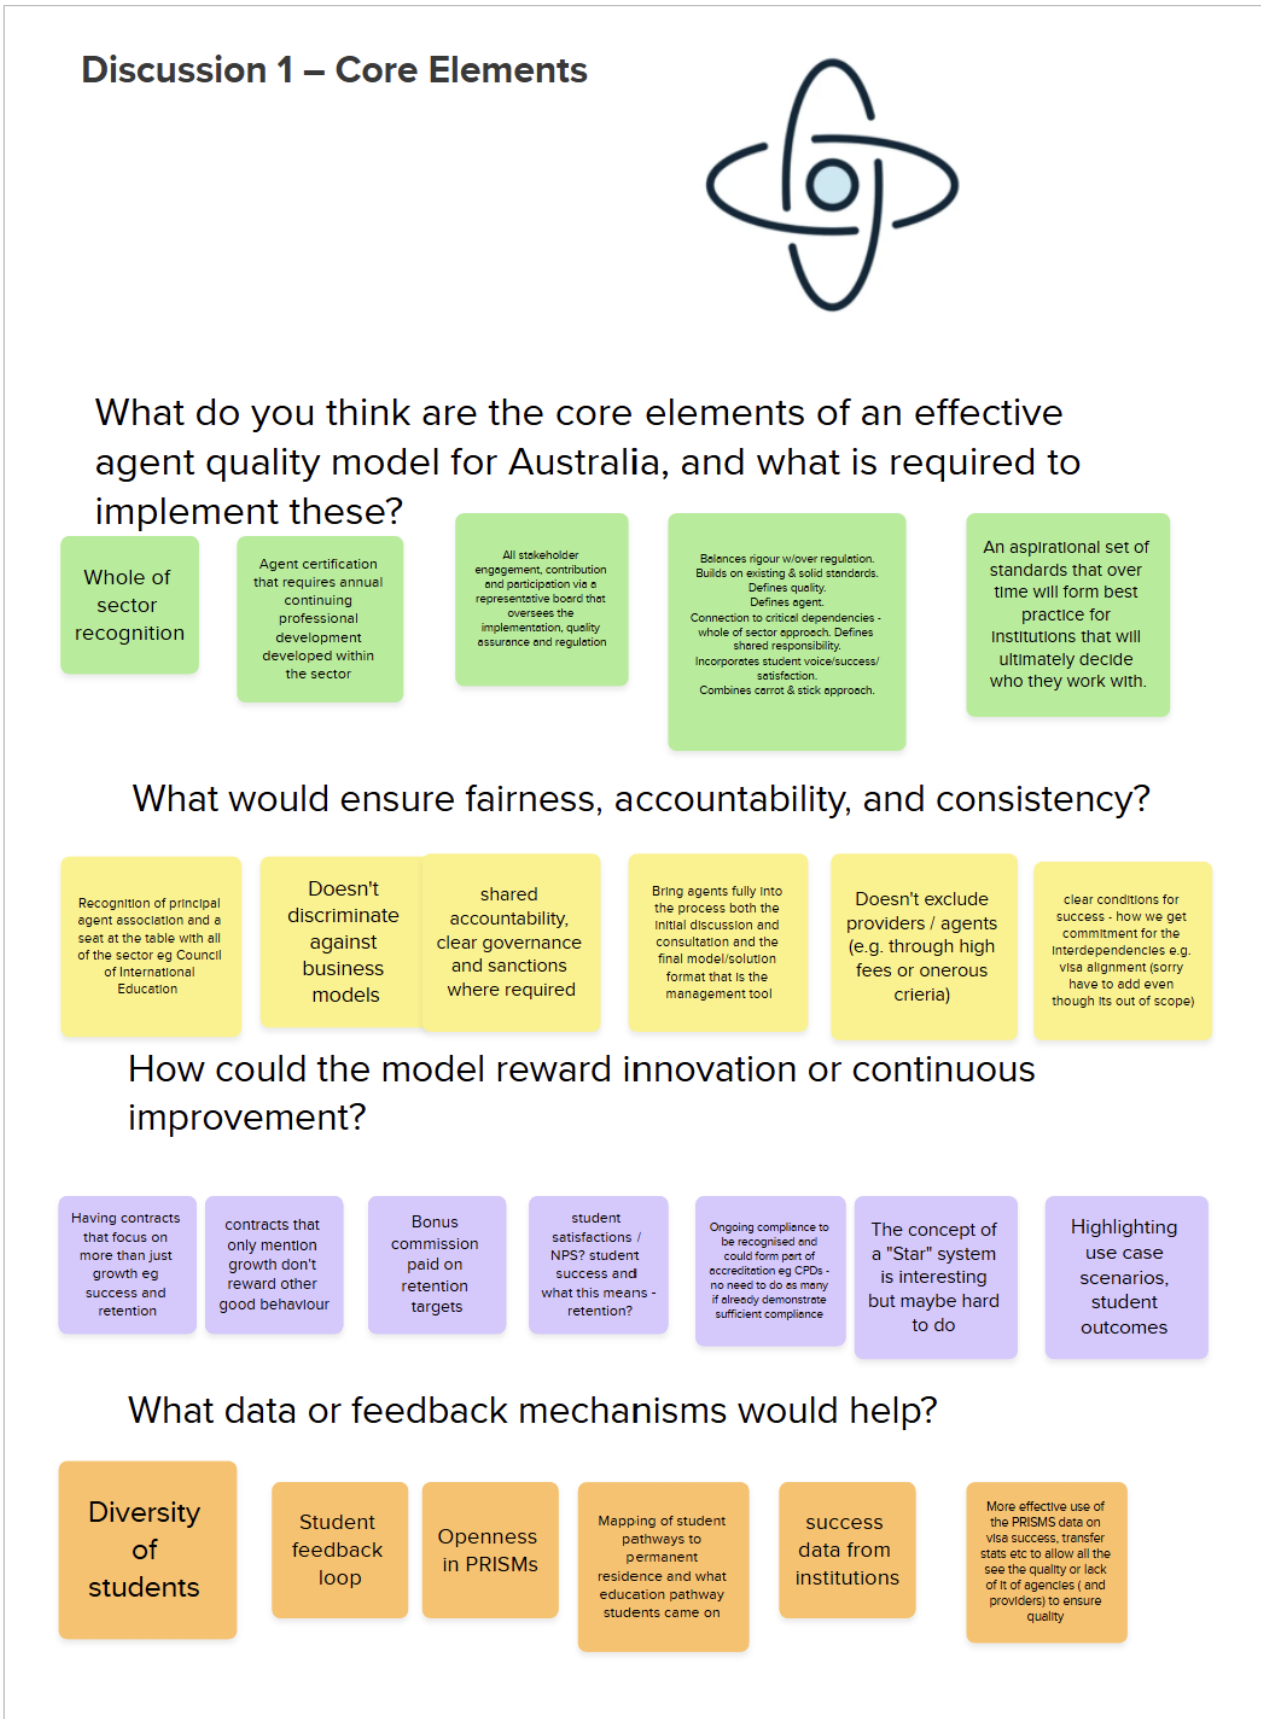 Discussion 1 – Core Elements
What do you think are the core elements of an effective
agent quality model for Australia, and what is required to
implement these?
Whole of
sector
recognition
Agent certification
that requires annual
continuing
professional
development
developed within
the sector
All stakeholder
engagement, contribution
and participation via a
representative board that
oversees the
implementation, quality
assurance and regulation
Balances rigour w/over regulation.
Builds on existing & solid standards.
Defines quality.
Defines agent.
Connection to critical dependencies -
whole of sector approach. Defines
shared responsibility.
Incorporates student voice/success/
satisfaction.
Combines carrot & stick approach.
An aspirational set of
standards that over
time will form best
practice for
institutions that will
ultimately decide
who they work with.
What would ensure fairness, accountability, and consistency?
Recognition of principal
agent association and a
seat at the table with all
of the sector eg Council
of International
Education
Doesn't
discriminate
against
business
models
shared
accountability,
clear governance
and sanctions
where required
Bring agents fully into
the process both the
initial discussion and
consultation and the
final model/solution
format that is the
management tool
Doesn't exclude
providers / agents
(e.g. through high
fees or onerous
crieria)
clear conditions for
success - how we get
commitment for the
interdependencies e.g.
visa alignment (sorry
have to add even
though its out of scope)
How could the model reward innovation or continuous
improvement?
Having contracts
that focus on
more than just
growth eg
success and
retention
contracts that
only mention
growth don't
reward other
good behaviour
Bonus
commission
paid on
retention
targets
student
satisfactions /
NPS? student
success and
what this means -
retention?
Ongoing compliance to
be recognised and
could form part of
accreditation eg CPDs -
no need to do as many
if already demonstrate
sufficient compliance
The concept of
a "Star" system
is interesting
but maybe hard
to do
Highlighting
use case
scenarios,
student
outcomes
What data or feedback mechanisms would help?
Diversity
of
students
Student
feedback
loop
Openness
in PRISMs
Mapping of student
pathways to
permanent
residence and what
education pathway
students came on
success
data from
institutions
More effective use of
the PRISMS data on
visa success, transfer
stats etc to allow all the
see the quality or lack
of it of agencies ( and
providers) to ensure
quality